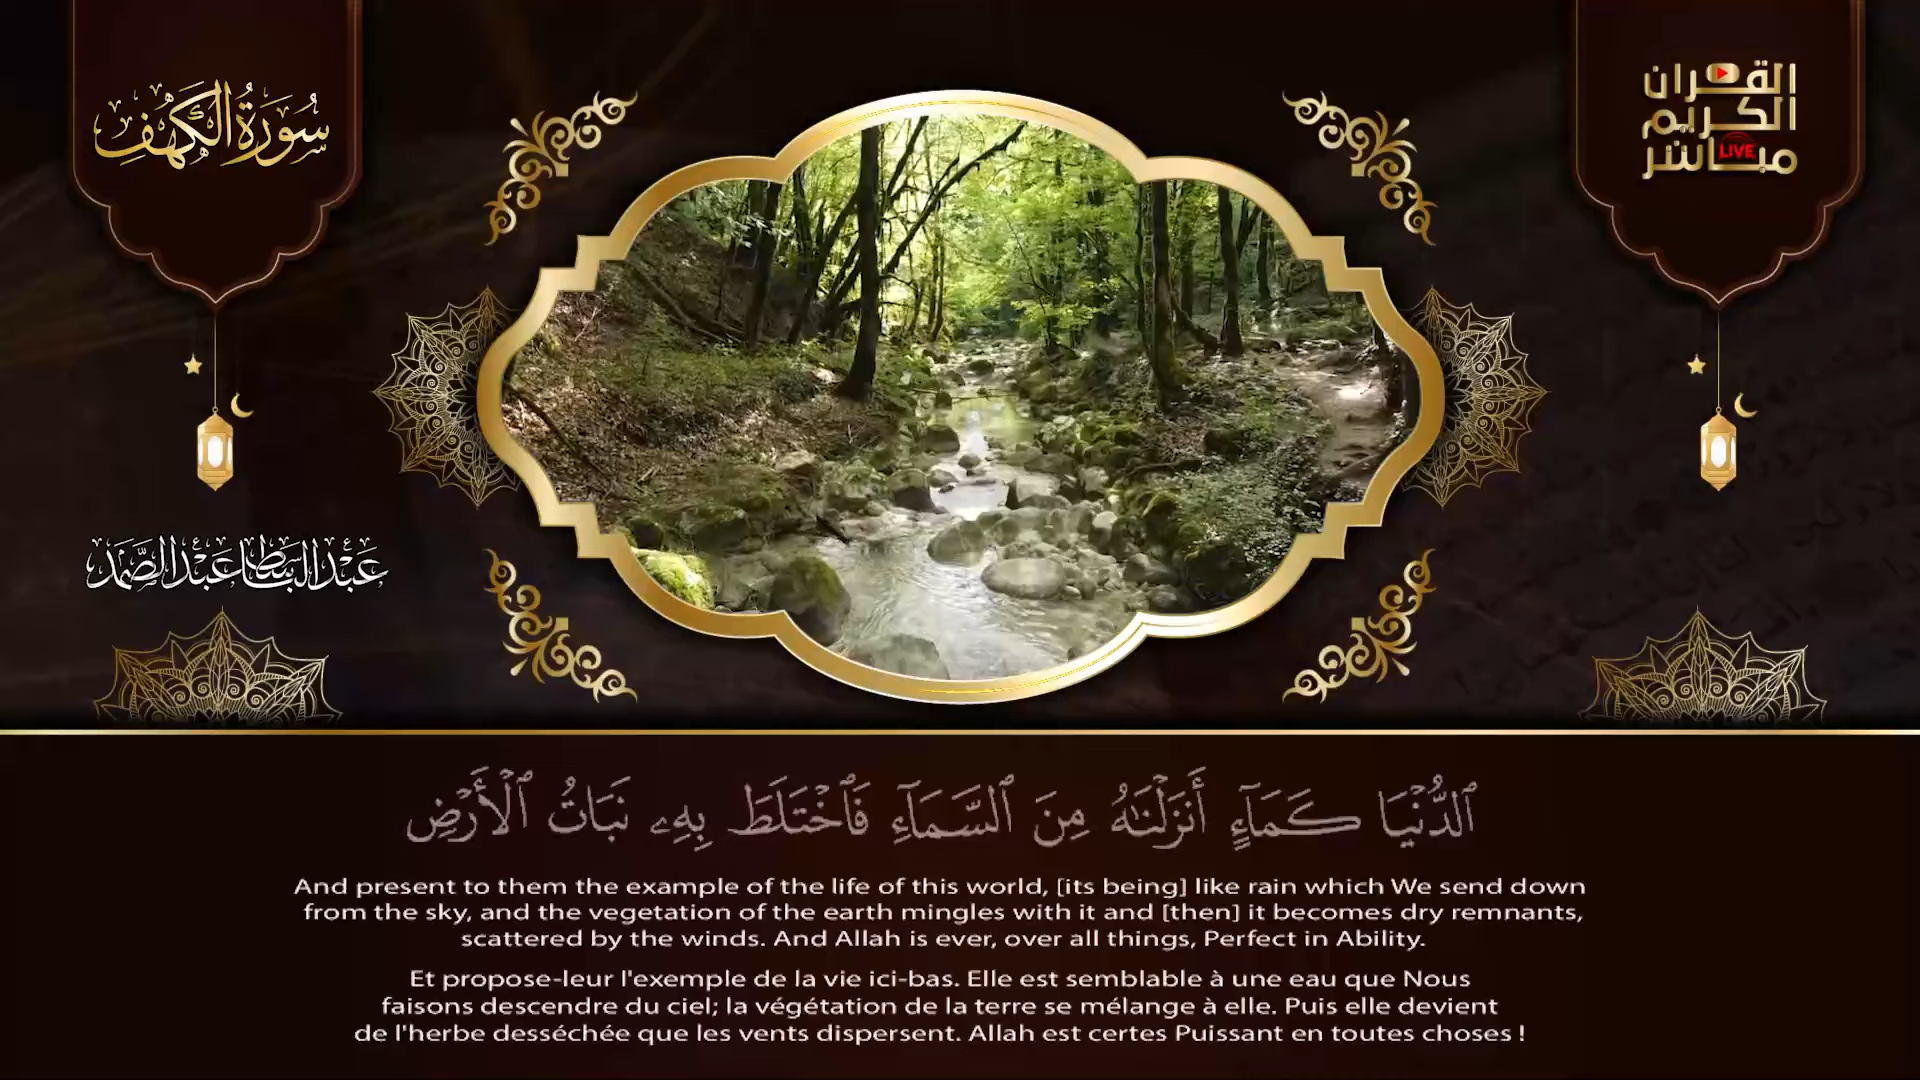 سُورَةُ الكَهْفِ
القرآن
الكريم
مباشر
LIVE
عَبْدُ البَاسِط عَبْدُ الصَّمَد
ٱلدُّنْيَا كَمَآءٍ أَنزَلْنَٰهُ مِنَ ٱلسَّمَآءِ فَٱخْتَلَطَ بِهِۦ نَبَاتُ ٱلْأَرْضِ
And present to them the example of the life of this world, [its being] like rain which We send down
from the sky, and the vegetation of the earth mingles with it and [then] it becomes dry remnants,
scattered by the winds. And Allah is ever, over all things, Perfect in Ability.
Et propose-leur l'exemple de la vie ici-bas. Elle est semblable à une eau que Nous
faisons descendre du ciel; la végétation de la terre se mélange à elle. Puis elle devient
de l'herbe desséchée que les vents dispersent. Allah est certes Puissant en toutes choses !